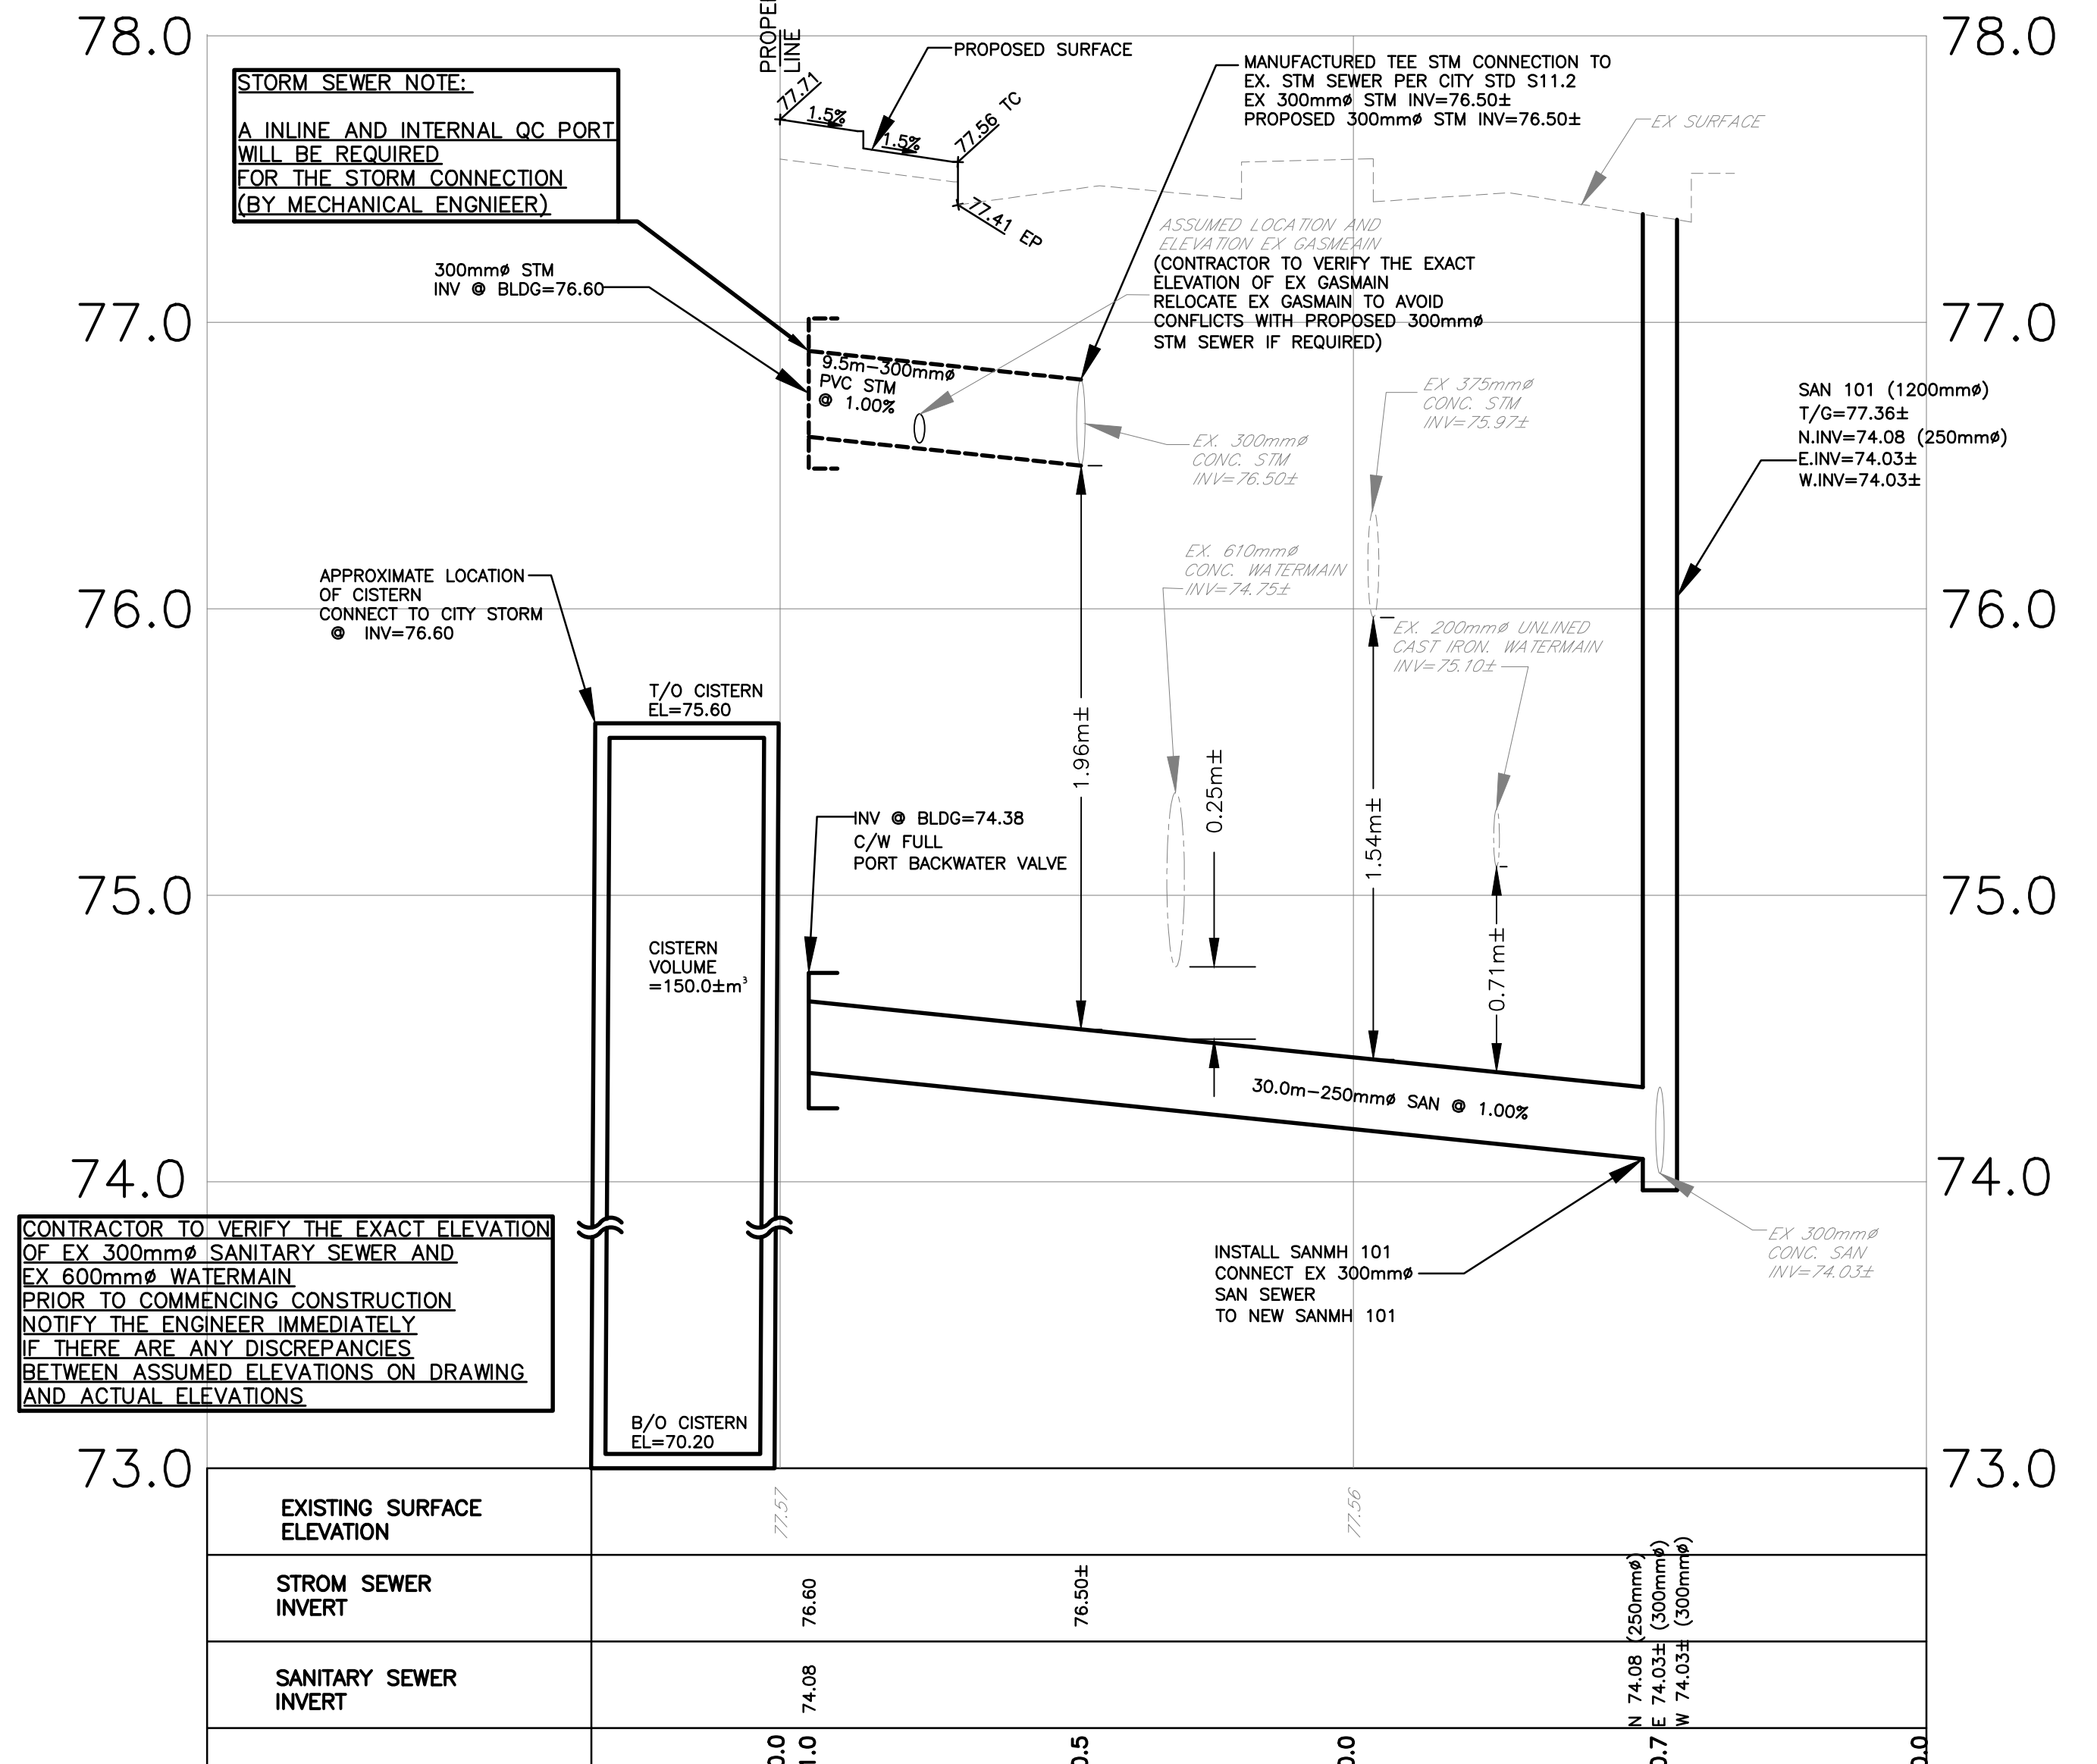 78.0
78.0
PROPE
LINE
STORM SEWER NOTE:
A INLINE AND INTERNAL QC PORT
WILL BE REQUIRED
FOR THE STORM CONNECTION
(BY MECHANICAL ENGNIEER)
77.71
1.5%
1.5%
PROPOSED SURFACE
77.56 TC
77.41 EP
MANUFACTURED TEE STM CONNECTION TO
EX. STM SEWER PER CITY STD S11.2
EX 300mmø STM INV=76.50±
PROPOSED 300mmø STM INV=76.50±
EX SURFACE
300mmø STM
INV @ BLDG=76.60
ASSUMED LOCATION AND
ELEVATION EX GASMEAIN
(CONTRACTOR TO VERIFY THE EXACT
ELEVATION OF EX GASMAIN
RELOCATE EX GASMAIN TO AVOID
CONFLICTS WITH PROPOSED 300mmø
STM SEWER IF REQUIRED)
77.0
77.0
9.5m-300mmø
PVC STM
@ 1.00%
EX 375mmø
CONC. STM
INV=75.97±
SAN 101 (1200mmø)
T/G=77.36±
N.INV=74.08 (250mmø)
E.INV=74.03±
W.INV=74.03±
EX. 300mmø
CONC. STM
INV=76.50±
EX. 610mmø
CONC. WATERMAIN
INV=74.75±
APPROXIMATE LOCATION
OF CISTERN
CONNECT TO CITY STORM
@ INV=76.60
76.0
76.0
EX. 200mmø UNLINED
CAST IRON. WATERMAIN
INV=75.10±
T/O CISTERN
EL=75.60
1.96m±
0.25m±
1.54m±
0.71m±
INV @ BLDG=74.38
C/W FULL
PORT BACKWATER VALVE
75.0
75.0
CISTERN
VOLUME
=150.0±m³
30.0m-250mmø SAN @ 1.00%
74.0
74.0
CONTRACTOR TO VERIFY THE EXACT ELEVATION
OF EX 300mmø SANITARY SEWER AND
EX 600mmø WATERMAIN
PRIOR TO COMMENCING CONSTRUCTION
NOTIFY THE ENGINEER IMMEDIATELY
IF THERE ARE ANY DISCREPANCIES
BETWEEN ASSUMED ELEVATIONS ON DRAWING
AND ACTUAL ELEVATIONS
INSTALL SANMH 101
CONNECT EX 300mmø
SAN SEWER
TO NEW SANMH 101
EX 300mmø
CONC. SAN
INV=74.03±
B/O CISTERN
EL=70.20
73.0
73.0
EXISTING SURFACE
ELEVATION
77.57
77.56
STROM SEWER
INVERT
76.60
76.50±
SANITARY SEWER
INVERT
74.08
N 74.08 (250mmø)
E 74.03± (300mmø)
W 74.03± (300mmø)